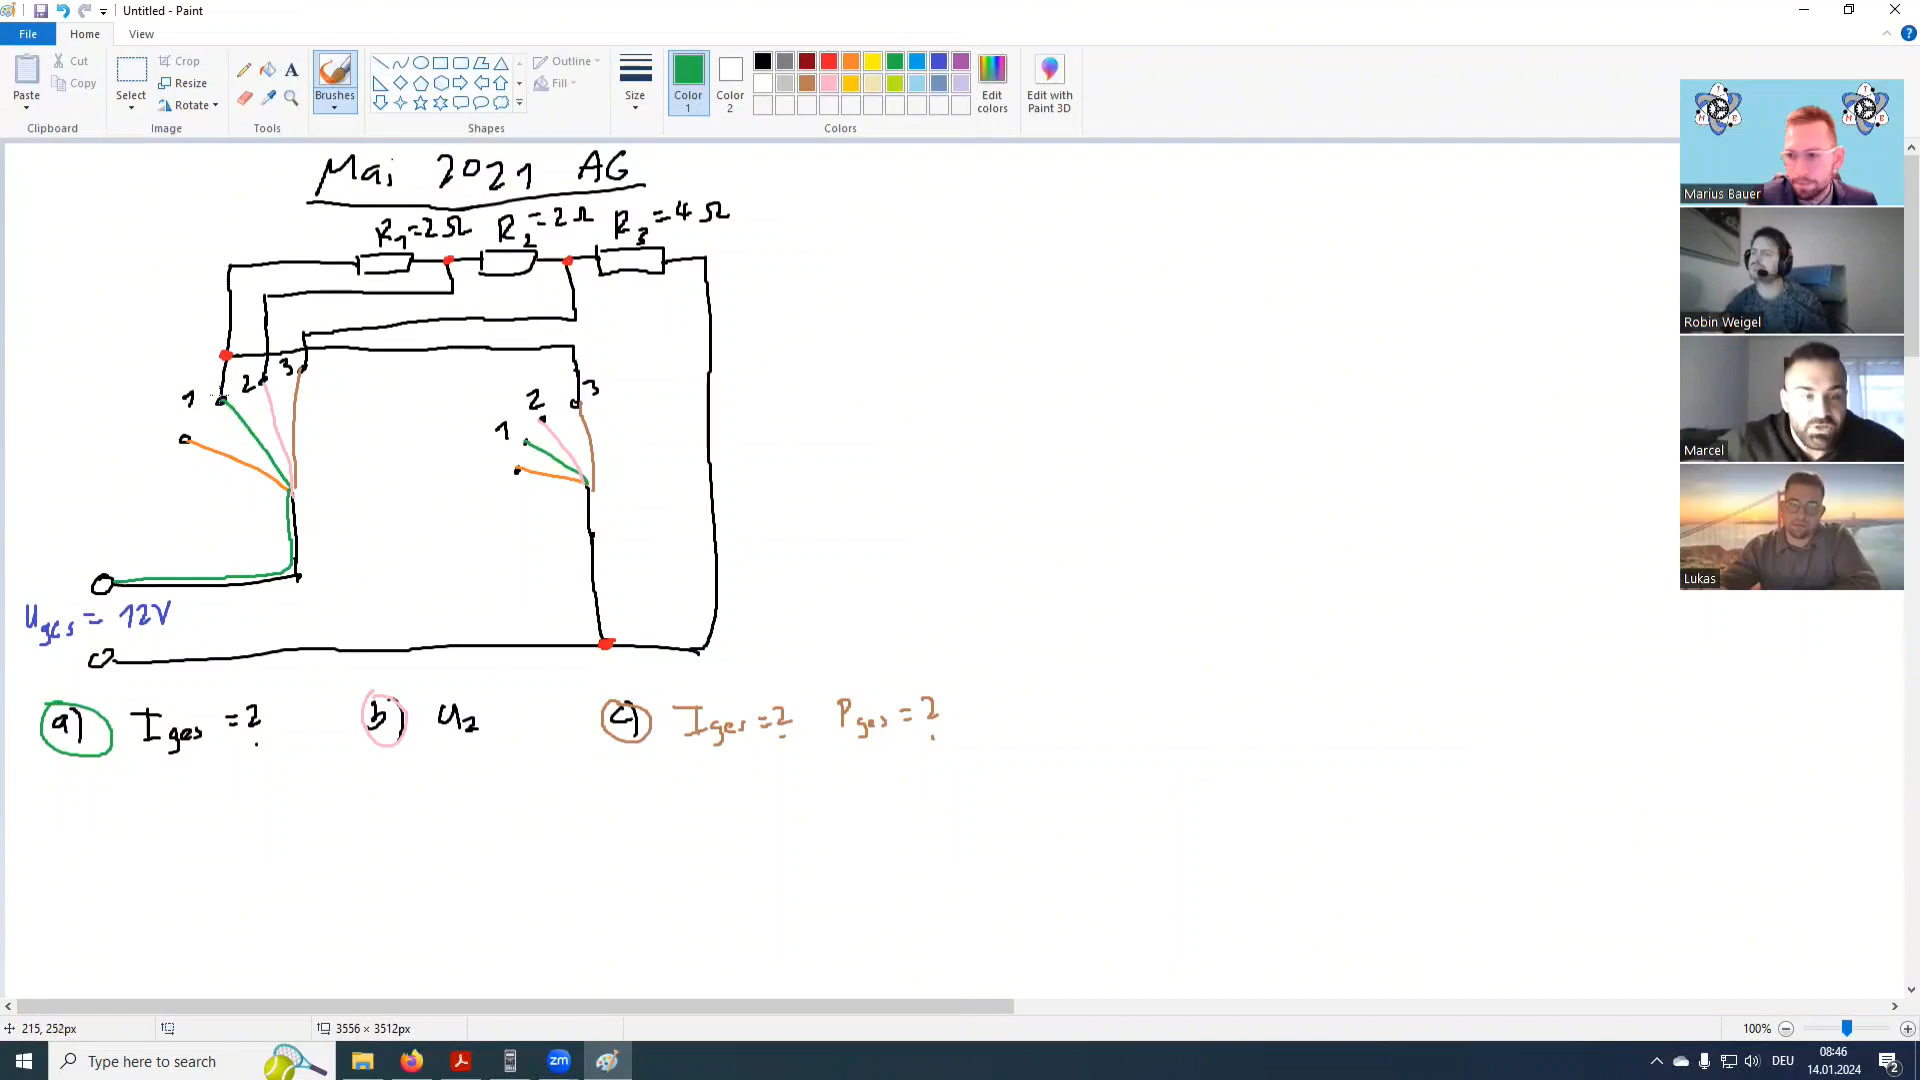 Untitled - Paint
File Home View
Paste
Cut
Copy
Clipboard
Select
Crop
Resize
Rotate
Image
Tools
Brushes
Outline
Fill
Shapes
Size
Color 1
Color 2
Edit colors
Edit with Paint 3D
Colors
Mai 2021 AG
R1=2Ω R2=2Ω R3=4Ω
1 2 3
1 2 3
Uges = 12V
a) Iges = ? b) U2 c) Iges = ? Pges = ?
T
M E
T
M E
Marius Bauer
Robin Weigel
Marcel
Lukas
215, 252px
3556 × 3512px
100%
Type here to search
zm
DEU
08:46
14.01.2024
2